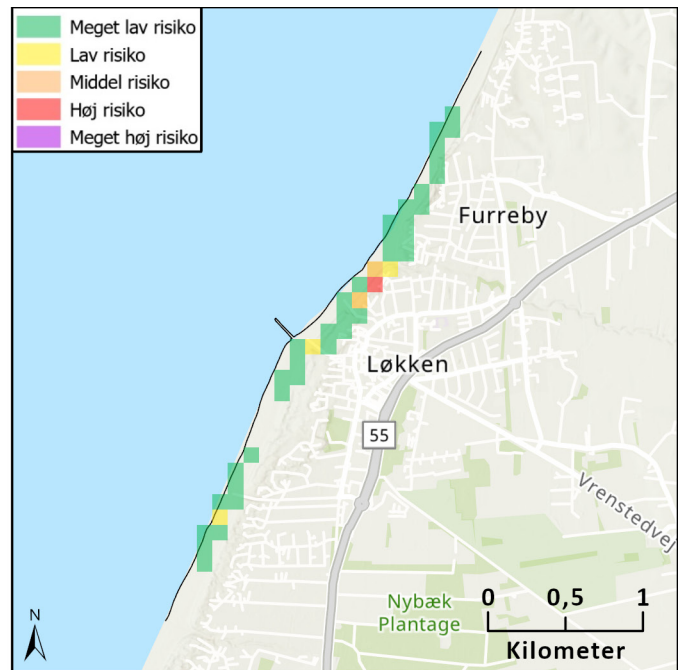 Meget lav risiko
Lav risiko
Middel risiko
Høj risiko
Meget høj risiko
Furreby
Løkken
55
Vrenstedvej
Nybæk
Plantage
N
0 0,5 1
Kilometer